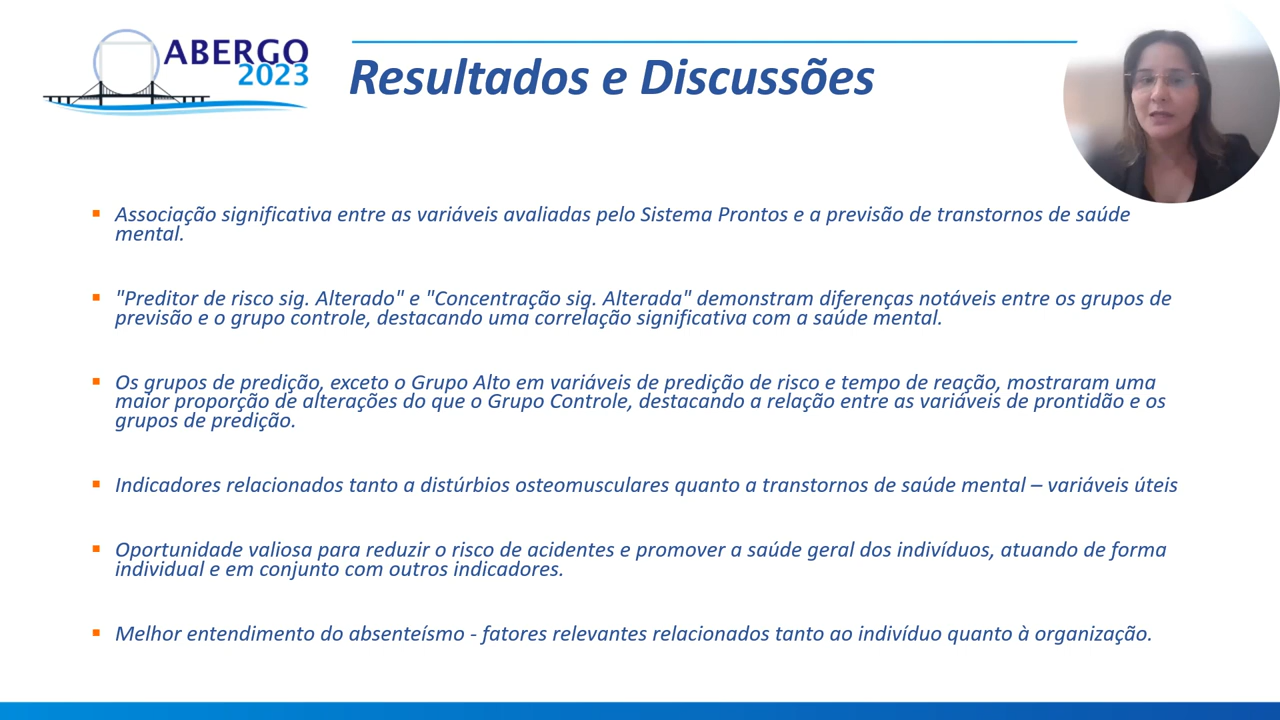 ABERGO
2023
Resultados e Discussões
Associação significativa entre as variáveis avaliadas pelo Sistema Prontos e a previsão de transtornos de saúde
mental.
"Preditor de risco sig. Alterado" e "Concentração sig. Alterada" demonstram diferenças notáveis entre os grupos de
previsão e o grupo controle, destacando uma correlação significativa com a saúde mental.
Os grupos de predição, exceto o Grupo Alto em variáveis de predição de risco e tempo de reação, mostraram uma
maior proporção de alterações do que o Grupo Controle, destacando a relação entre as variáveis de prontidão e os
grupos de predição.
Indicadores relacionados tanto a distúrbios osteomusculares quanto a transtornos de saúde mental – variáveis úteis
Oportunidade valiosa para reduzir o risco de acidentes e promover a saúde geral dos indivíduos, atuando de forma
individual e em conjunto com outros indicadores.
Melhor entendimento do absenteísmo - fatores relevantes relacionados tanto ao indivíduo quanto à organização.